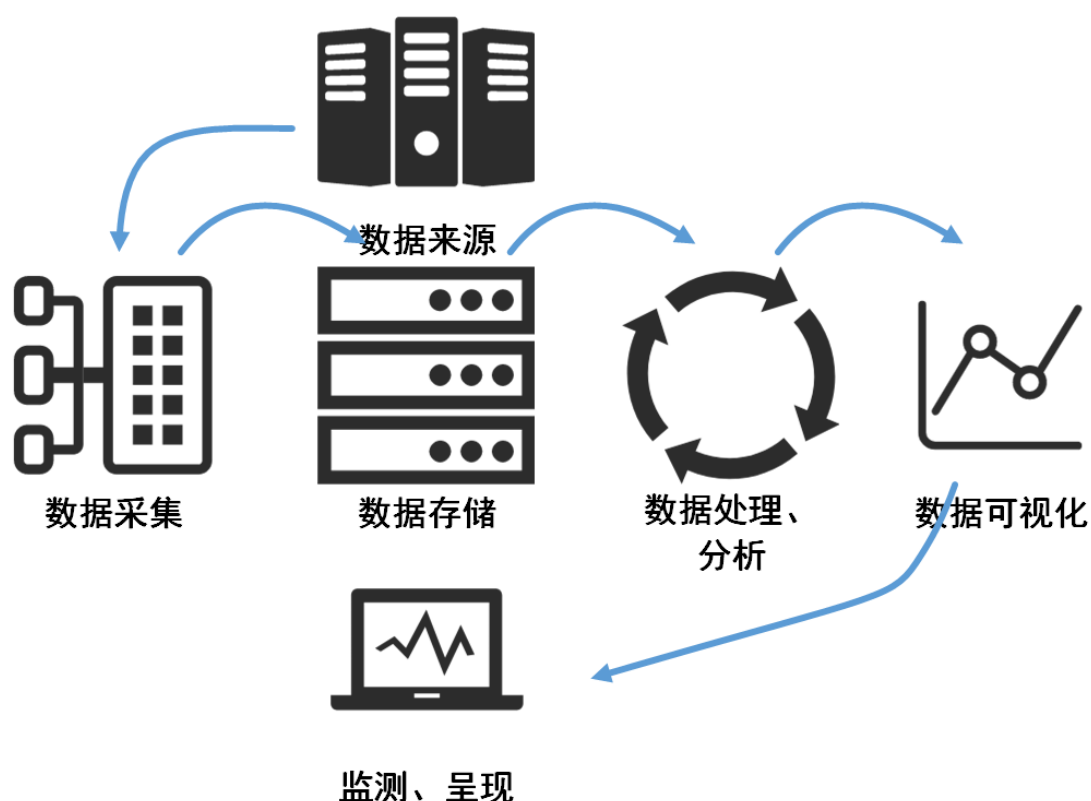 数据来源
数据采集
数据存储
数据处理、
分析
数据可视化
监测、呈现